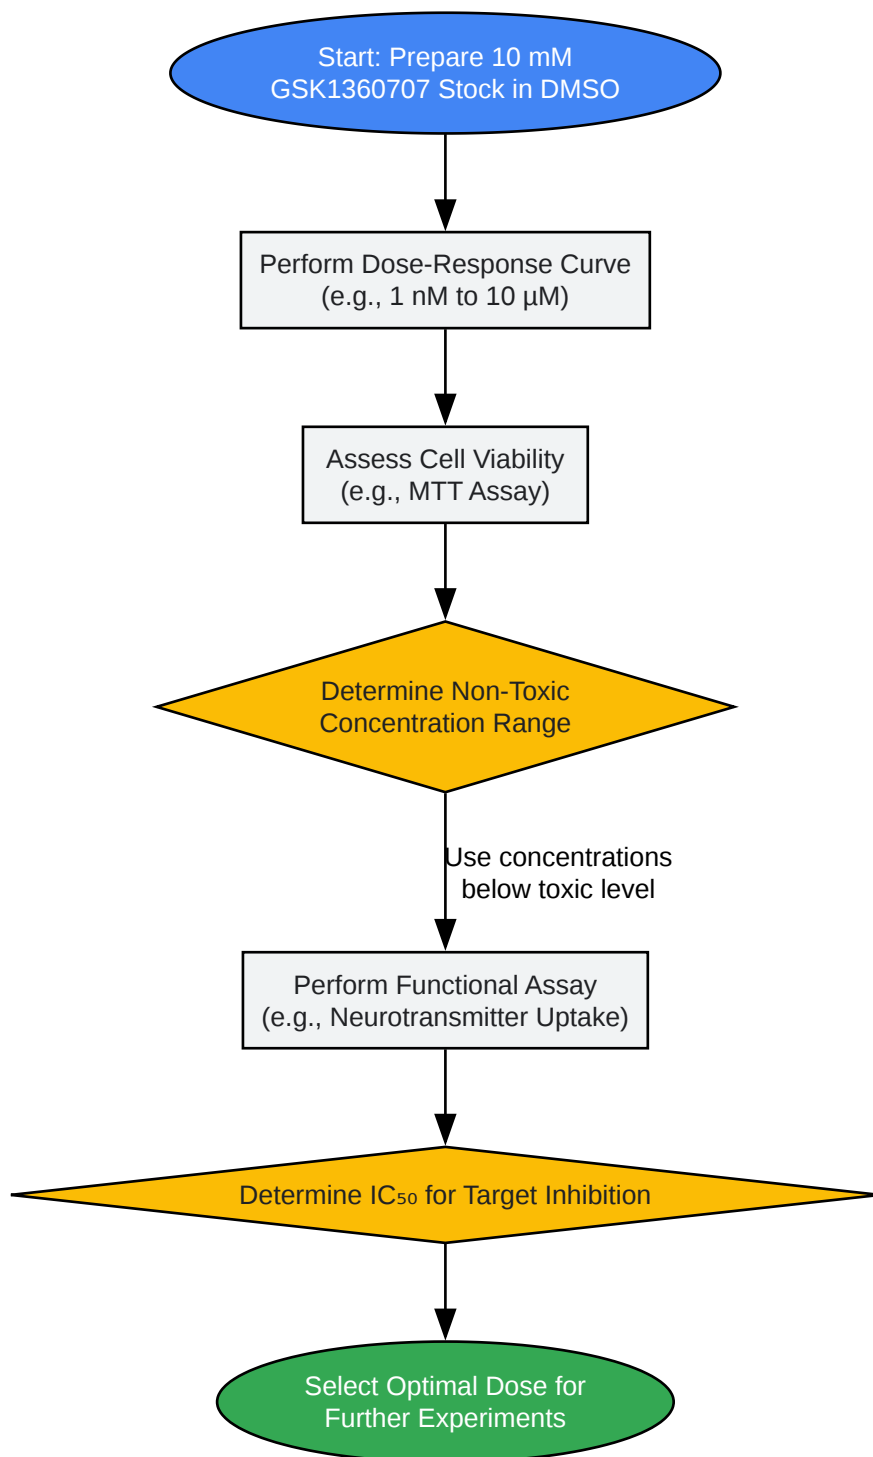 Start: Prepare 10 mM
GSK1360707 Stock in DMSO
Perform Dose-Response Curve
(e.g., 1 nM to 10 µM)
Assess Cell Viability
(e.g., MTT Assay)
Determine Non-Toxic
Concentration Range
Use concentrations
below toxic level
Perform Functional Assay
(e.g., Neurotransmitter Uptake)
Determine IC₅₀ for Target Inhibition
Select Optimal Dose for
Further Experiments